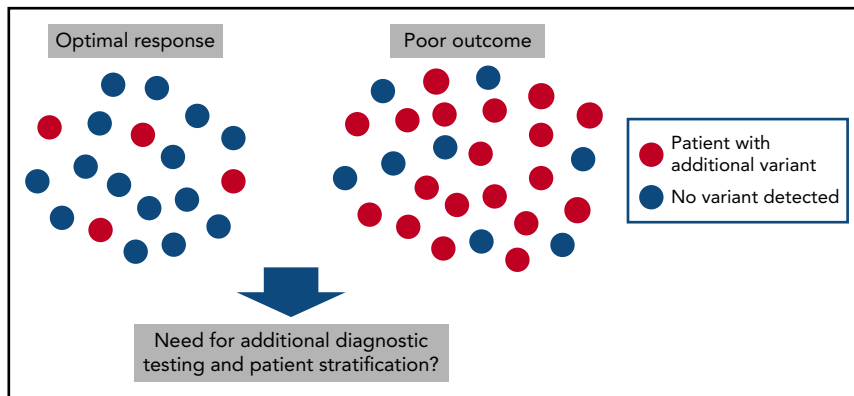 Optimal response
Poor outcome
Patient with
additional variant
No variant detected
Need for additional diagnostic
testing and patient stratification?